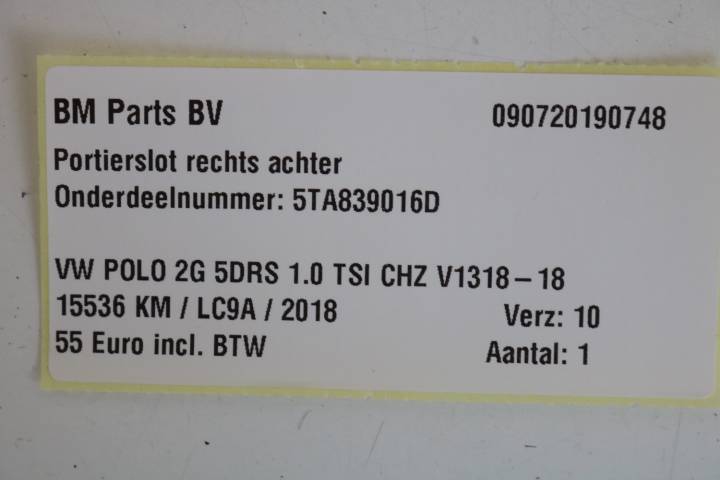 BM Parts BV 090720190748
Portierslot rechts achter
Onderdeelnummer: 5TA839016D
VW POLO 2G 5DRS 1.0 TSI CHZ V1318-18
15536 KM / LC9A / 2018 Verz: 10
55 Euro incl. BTW Aantal: 1